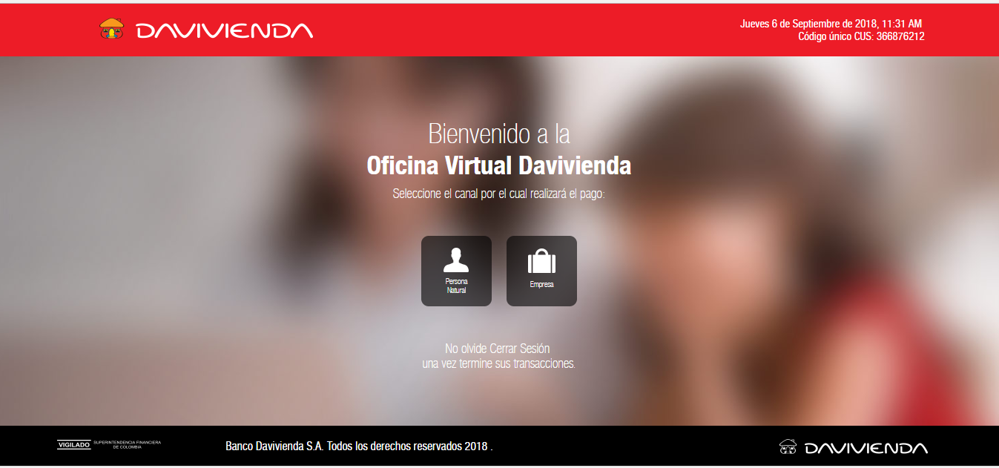 DAVIVIENDA
Jueves 6 de Septiembre de 2018, 11:31 AM
Código único CUS: 366876212
Bienvenido a la
Oficina Virtual Davivienda
Seleccione el canal por el cual realizará el pago:
Persona
Natural
Empresa
No olvide Cerrar Sesión
una vez termine sus transacciones.
VIGILADO
SUPERINTENDENCIA FINANCIERA
DE COLOMBIA
Banco Davivienda S.A. Todos los derechos reservados 2018 .
DAVIVIENDA